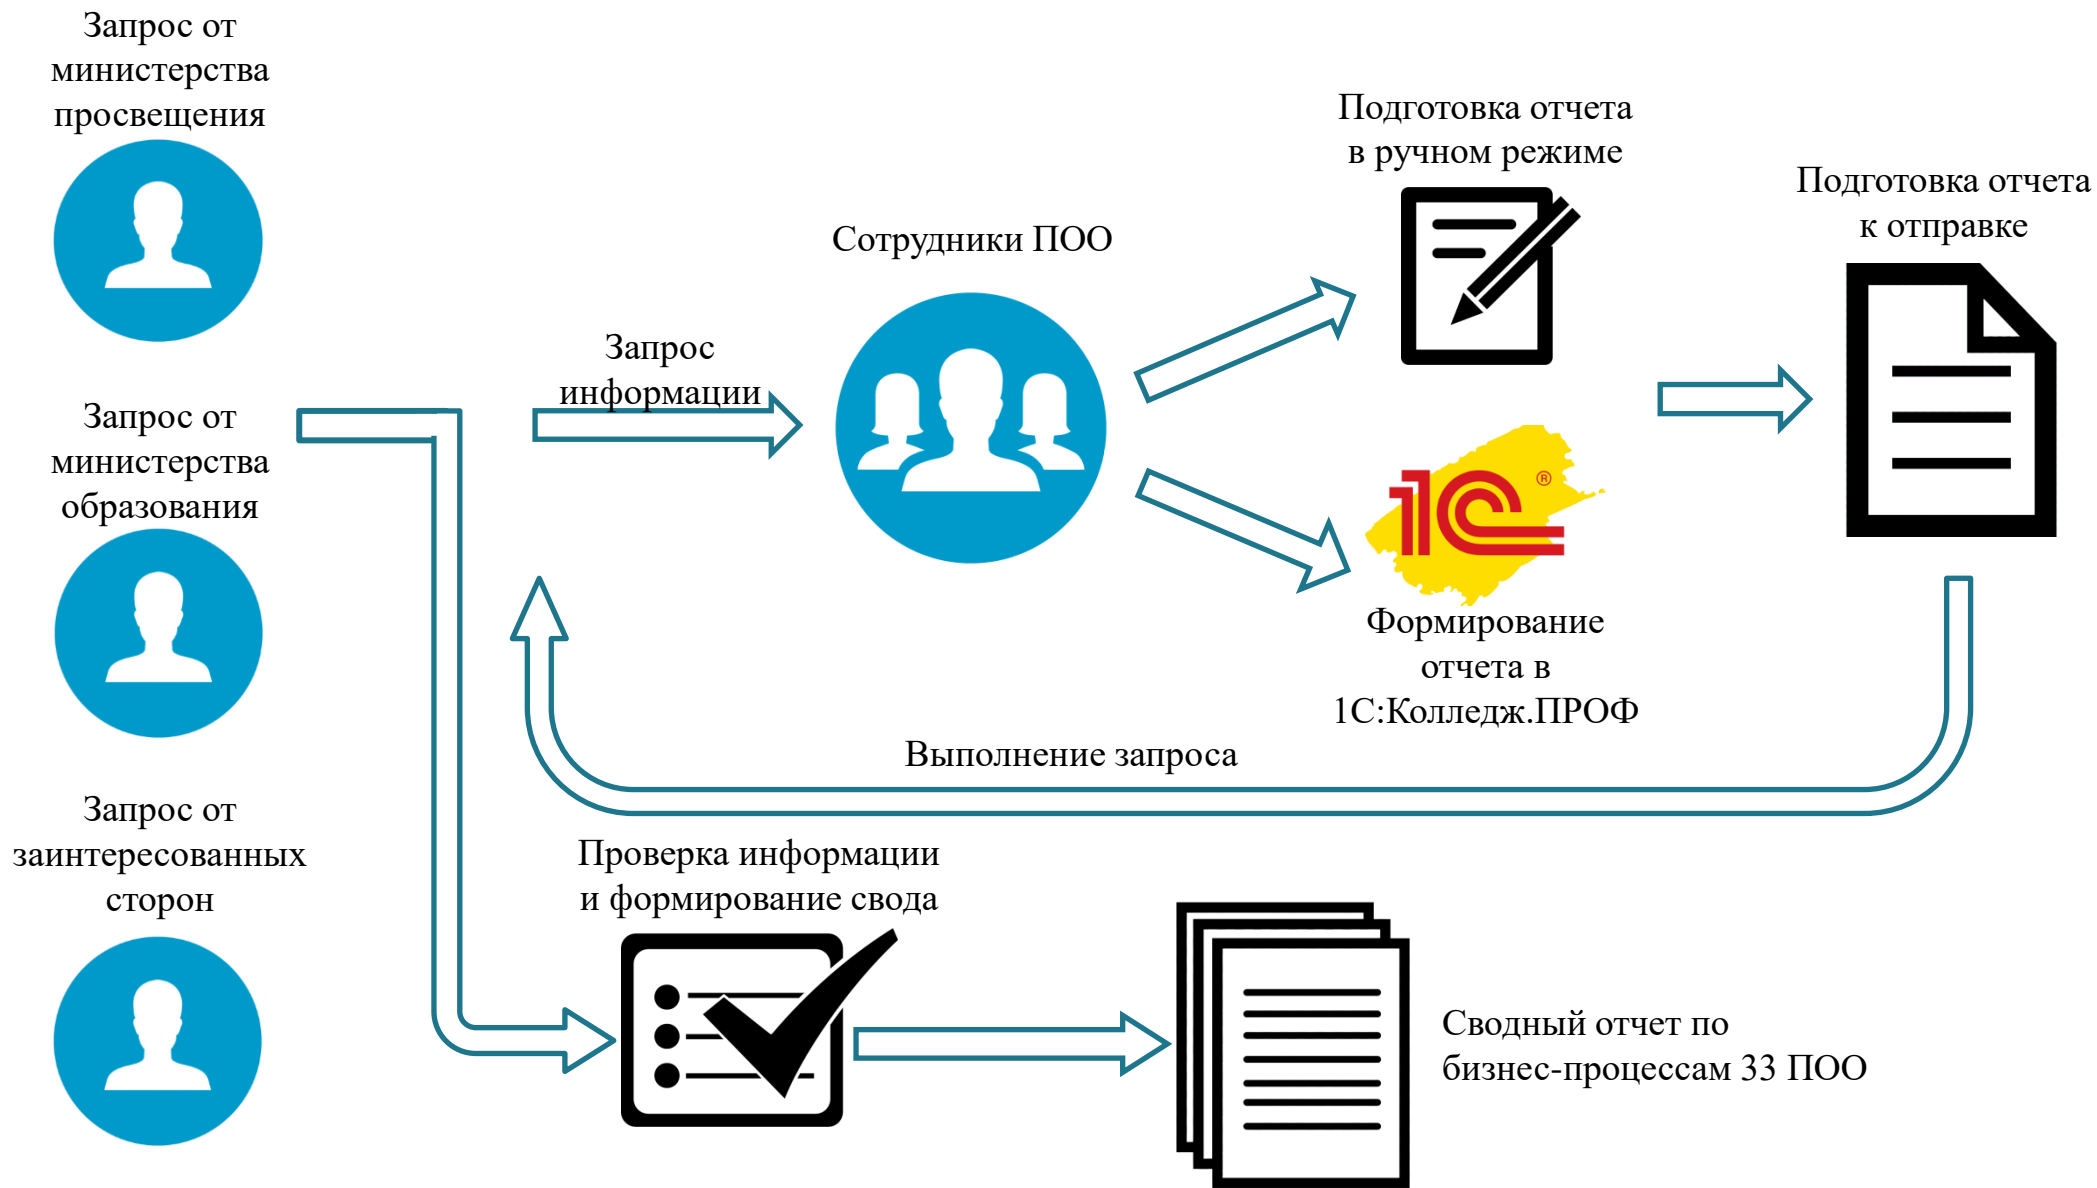 Запрос от
министерства
просвещения
Запрос от
министерства
образования
Запрос от
заинтересованных
сторон
Запрос
информации
Сотрудники ПОО
Подготовка отчета
в ручном режиме
1С ®
Формирование
отчета в
1С:Колледж.ПРОФ
Подготовка отчета
к отправке
Выполнение запроса
Проверка информации
и формирование свода
Сводный отчет по
бизнес-процессам 33 ПОО